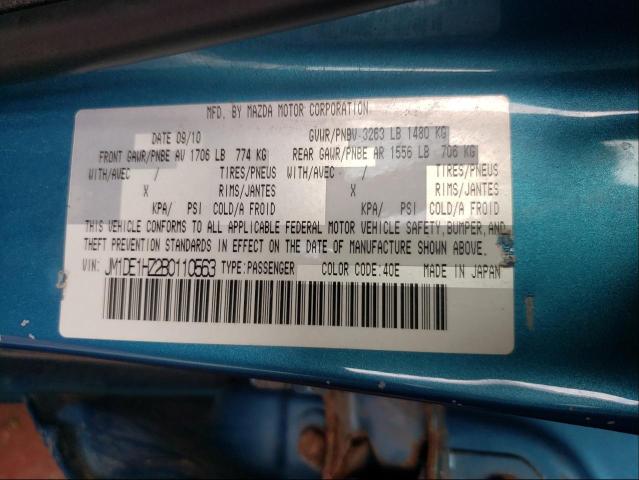 MFD. BY MAZDA MOTOR CORPORATION
DATE 09/10 GVWR/PNBV 3263 LB 1480 KG
FRONT GAWR/PNBE AV 1706 LB 774 KG REAR GAWR/PNBE AR 1556 LB 706 KG
WITH/AVEC / TIRES/PNEUS WITH/AVEC / TIRES/PNEUS
X RIMS/JANTES X RIMS/JANTES
KPA/ PSI COLD/A FROID KPA/ PSI COLD/A FROID
THIS VEHICLE CONFORMS TO ALL APPLICABLE FEDERAL MOTOR VEHICLE SAFETY, BUMPER, AND
THEFT PREVENTION STANDARDS IN EFFECT ON THE DATE OF MANUFACTURE SHOWN ABOVE.
VIN: JM1DE1HZ2B0110563 TYPE:PASSENGER COLOR CODE:40E MADE IN JAPAN